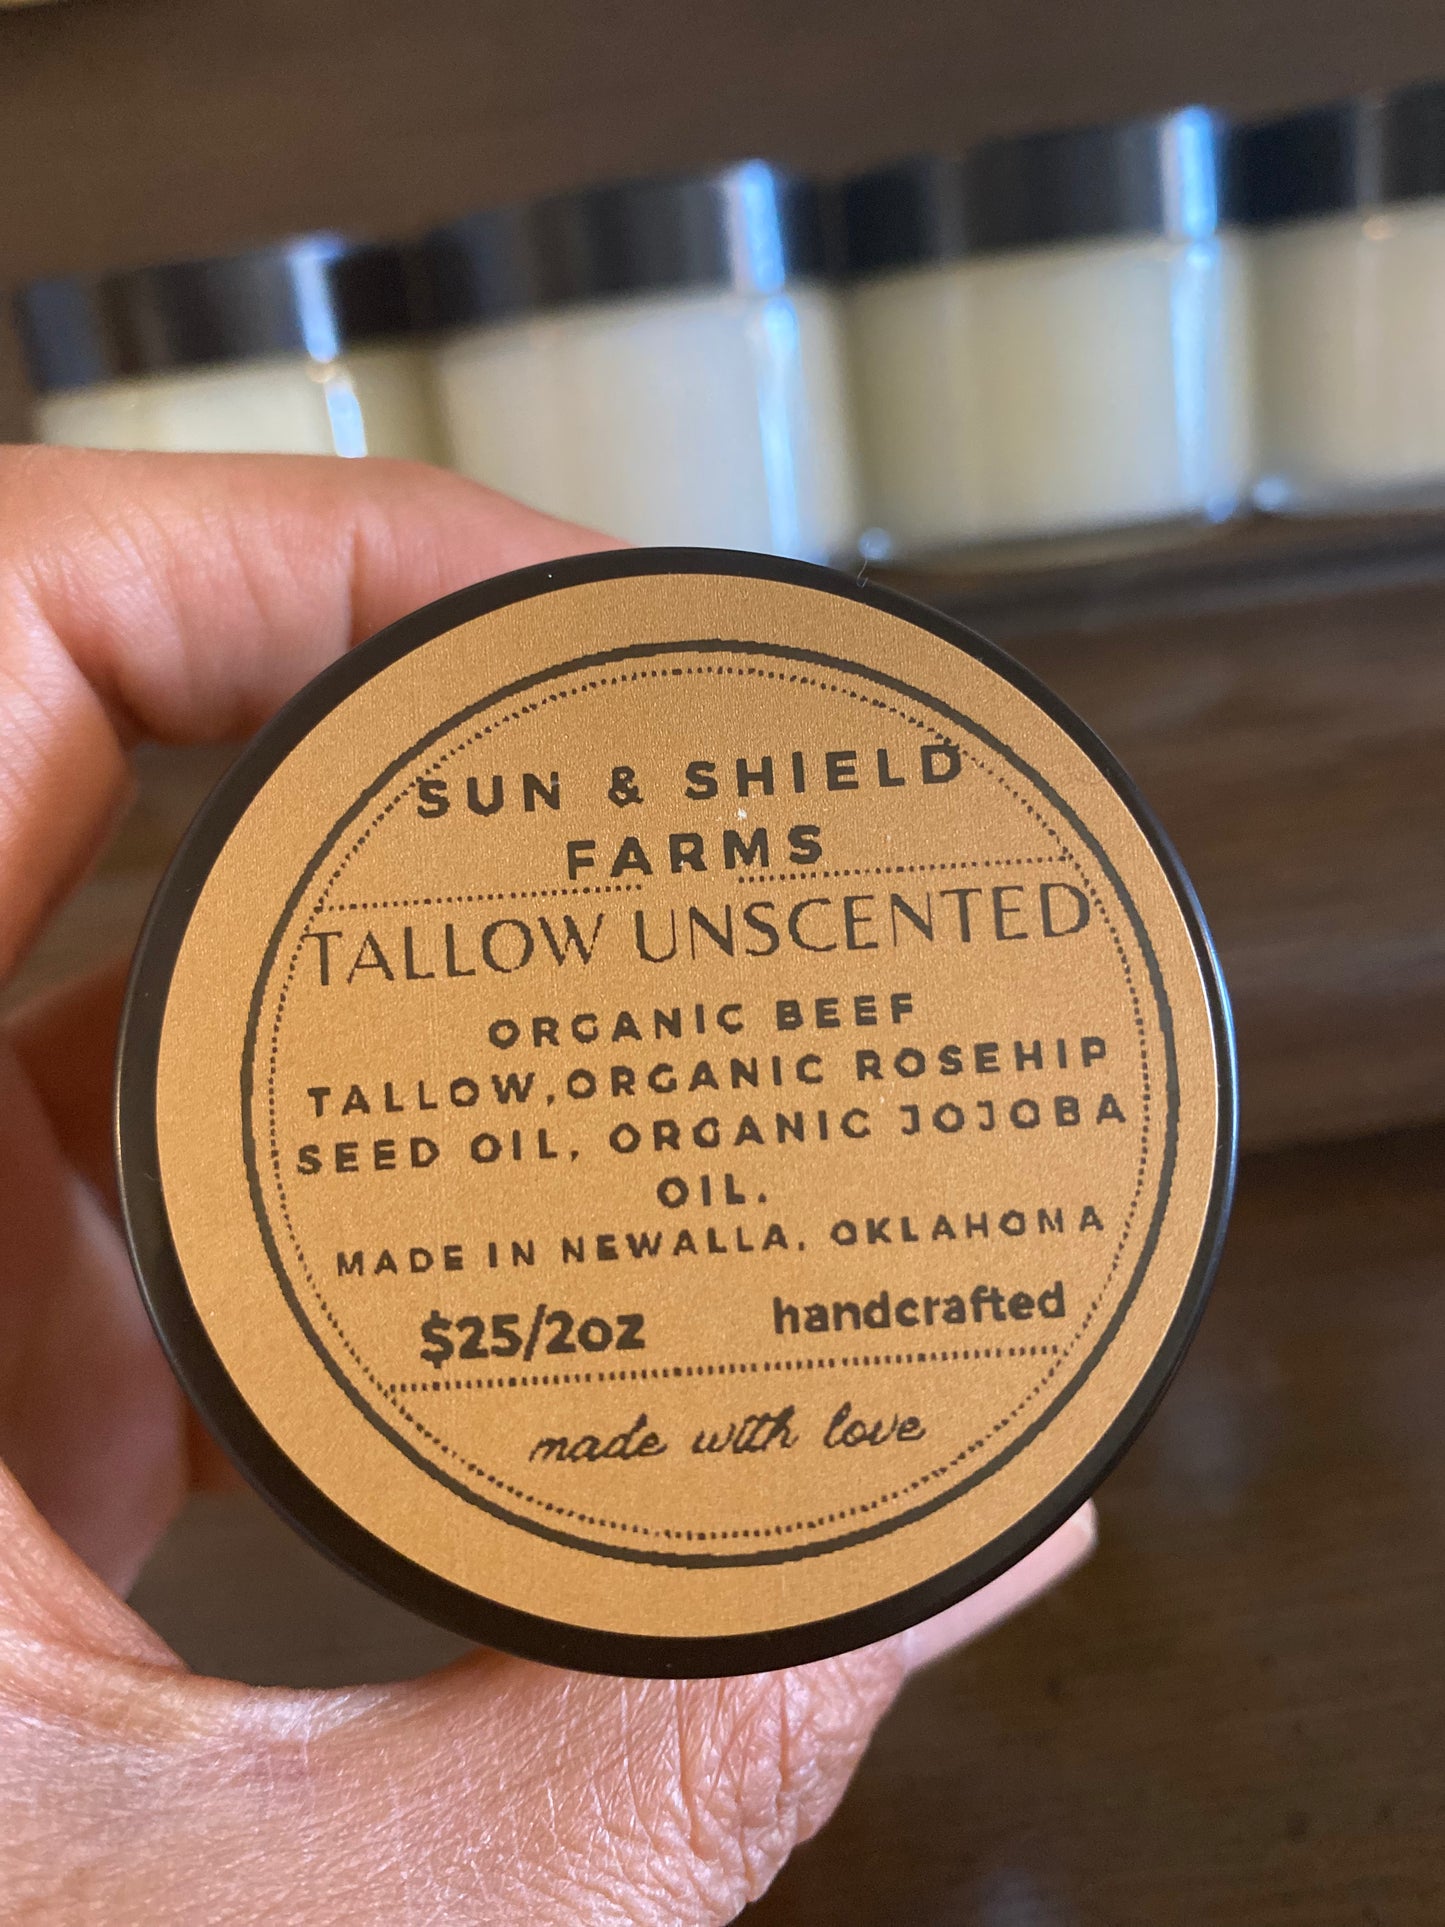 SUN & SHIELD
FARMS
TALLOW UNSCENTED
ORGANIC BEEF
TALLOW,ORGANIC ROSEHIP
SEED OIL, ORGANIC JOJOBA
OIL.
MADE IN NEWALLA, OKLAHOMA
$25/2oz handcrafted
made with love